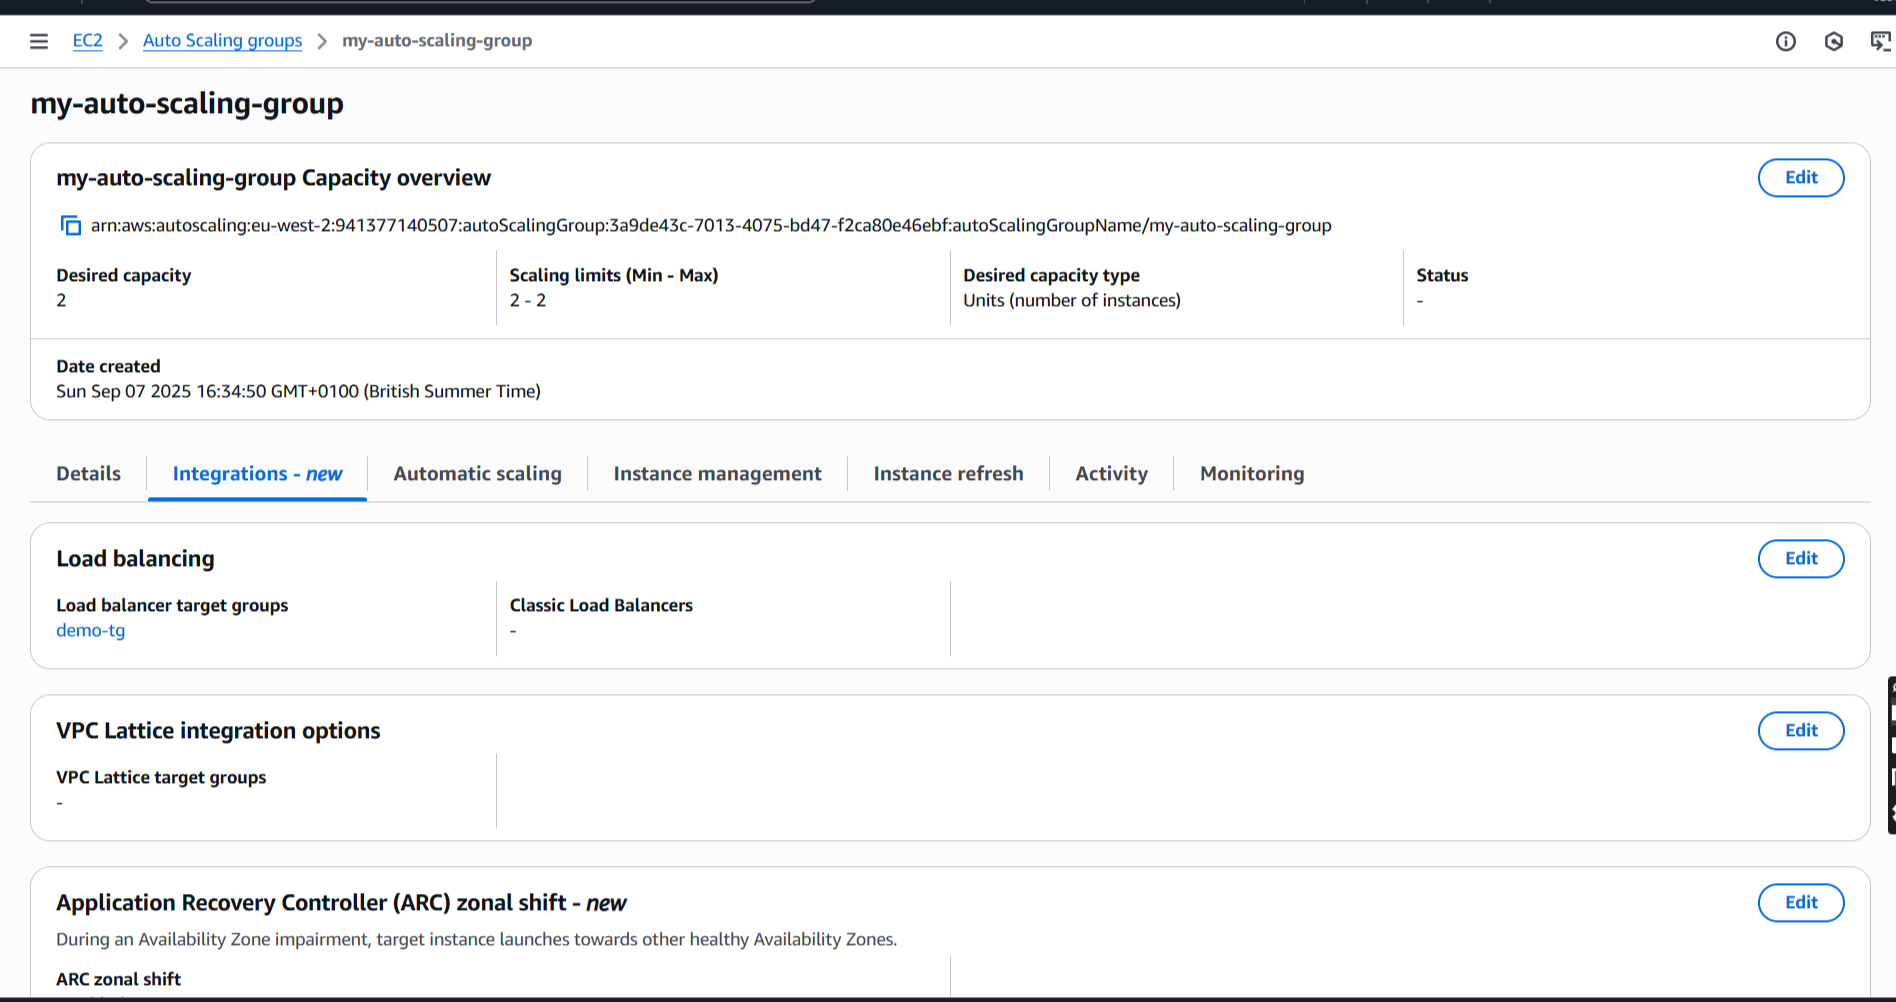 EC2 > Auto Scaling groups > my-auto-scaling-group
my-auto-scaling-group
my-auto-scaling-group Capacity overview
Edit
arn:aws:autoscaling:eu-west-2:941377140507:autoScalingGroup:3a9de43c-7013-4075-bd47-f2ca80e46ebf:autoScalingGroupName/my-auto-scaling-group
Desired capacity
2
Scaling limits (Min - Max)
2 - 2
Desired capacity type
Units (number of instances)
Status
-
Date created
Sun Sep 07 2025 16:34:50 GMT+0100 (British Summer Time)
Details
Integrations - new
Automatic scaling
Instance management
Instance refresh
Activity
Monitoring
Load balancing
Edit
Load balancer target groups
demo-tg
Classic Load Balancers
-
VPC Lattice integration options
Edit
VPC Lattice target groups
-
Application Recovery Controller (ARC) zonal shift - new
Edit
During an Availability Zone impairment, target instance launches towards other healthy Availability Zones.
ARC zonal shift